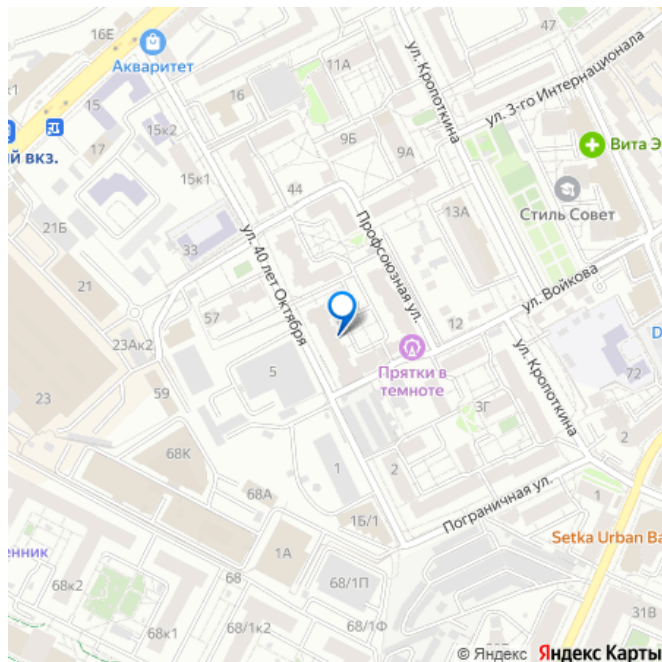 16Е
Акваритет
11А
47
ул. Кропоткина
ул. 3-го Интернационала
15
16
15к2
9Б
9А
Вита Э
17
й вкз.
15к1
44
Стиль Совет
13А
21Б
33
Профсоюзная ул.
ул. 40 лет Октября
21
ул. Войкова
57
12
23Ак2
ул. Кропоткина
5
Прятки в
темноте
72
59
23
3Г
68К
2
2
1
68А
Пограничная ул.
1
1Б/1
Setka Urban Ba
енник
1А
68
68к2
68/1П
31В
68к1
68/1к2
68/1Ф
© Яндекс Яндекс Карты